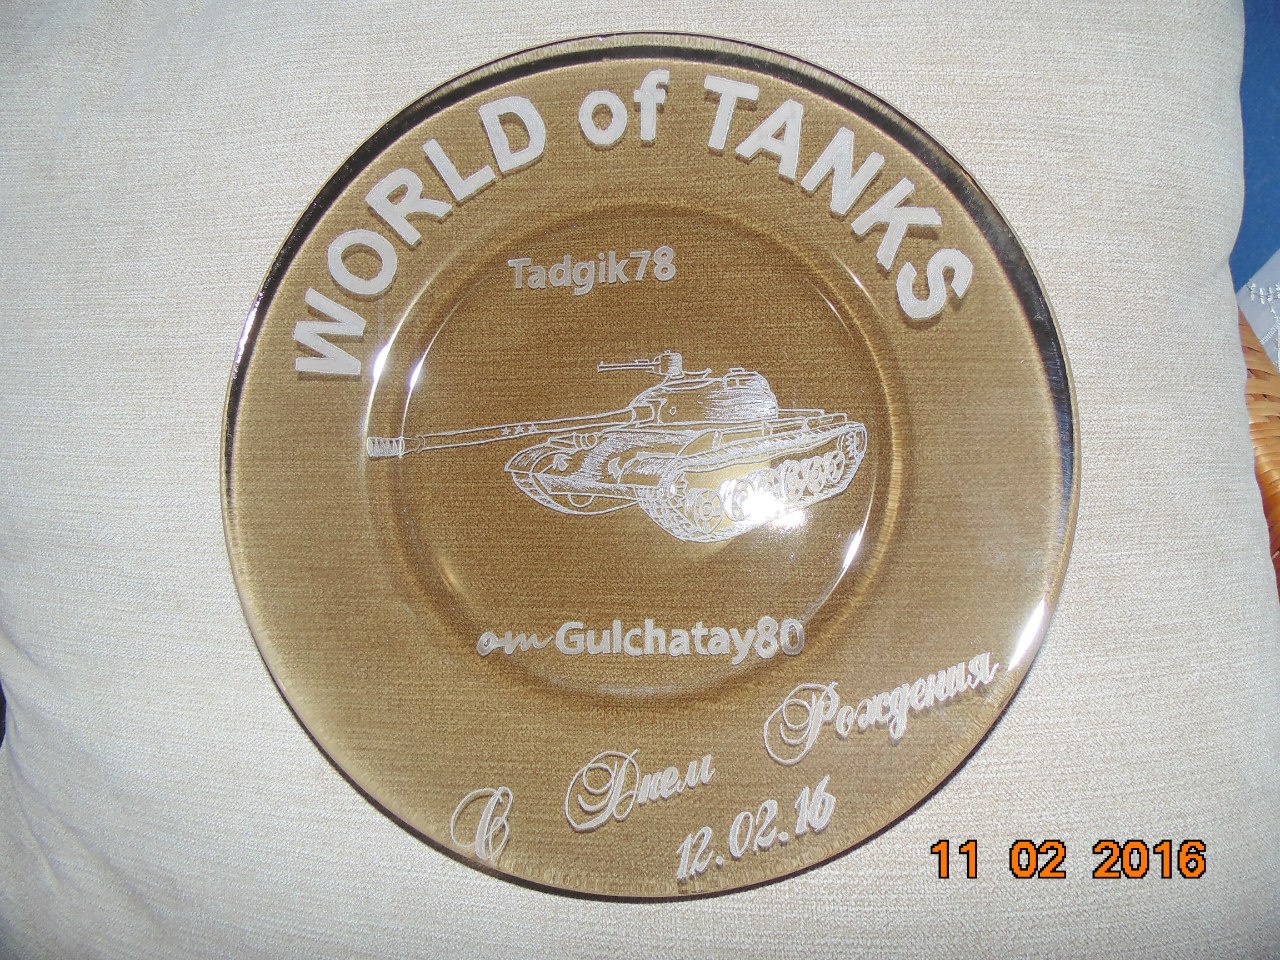 WORLD of TANKS
Tadgik78
от Gulchatay80
С Днем Рождения
12.02.16
11 02 2016